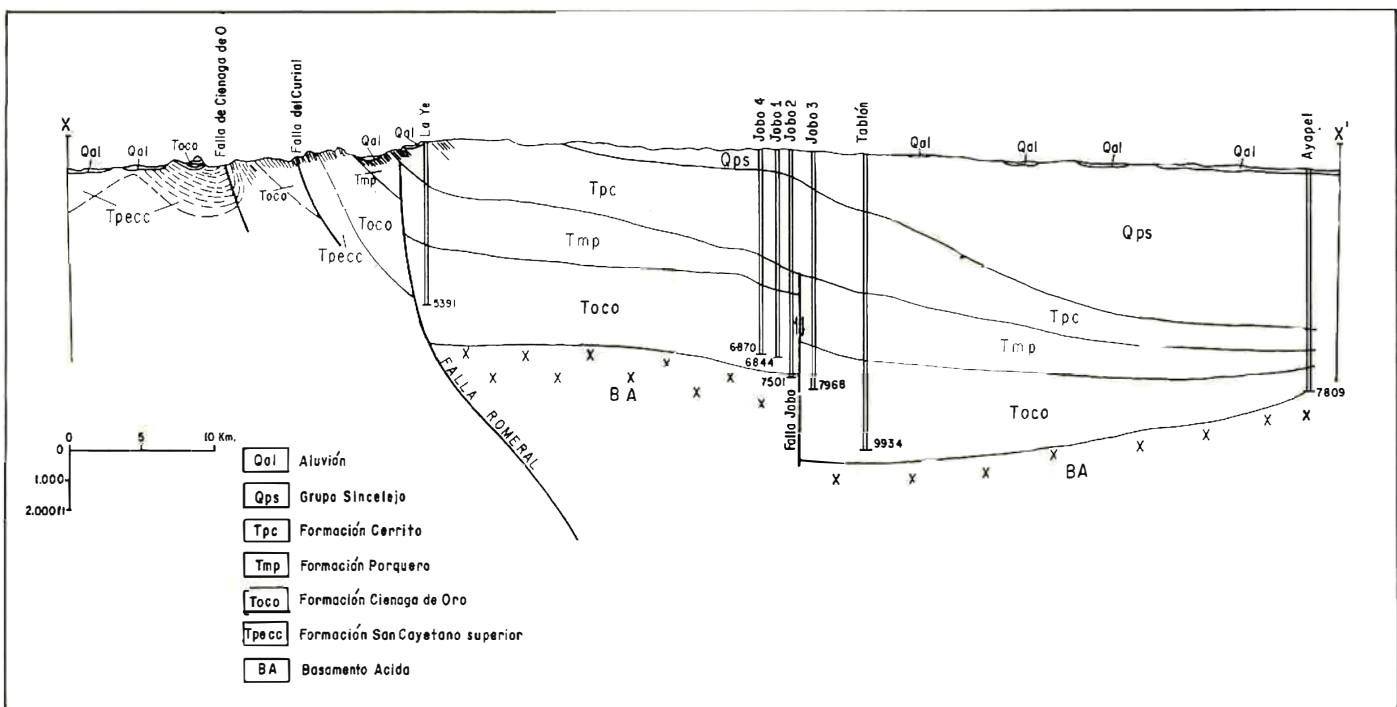 X
Qal
Qal
Toco
Falla de Cienaga de O
Falla del Curial
Qal
Qal
La Ye
Jobo 4
Jobo 1
Jobo 2
Jobo 3
Tablón
Qal
Qal
Qal
Qal
Ayapel
X'
Tpecc
Toco
Tpecc
Tmp
Toco
Qps
Tpc
Tmp
Toco
Qps
Tpc
Tmp
Toco
5391
6870
6844
7501
7968
9934
7809
BA
BA
FALLA ROMERAL
Falla Jobo
0 5 10 Km.
0
1.000
2.000ft
Qal Aluvión
Qps Grupo Sincelejo
Tpc Formación Cerrito
Tmp Formación Porquero
Toco Formación Cienaga de Oro
Tpecc Formación San Cayetano superior
BA Basamento Acida